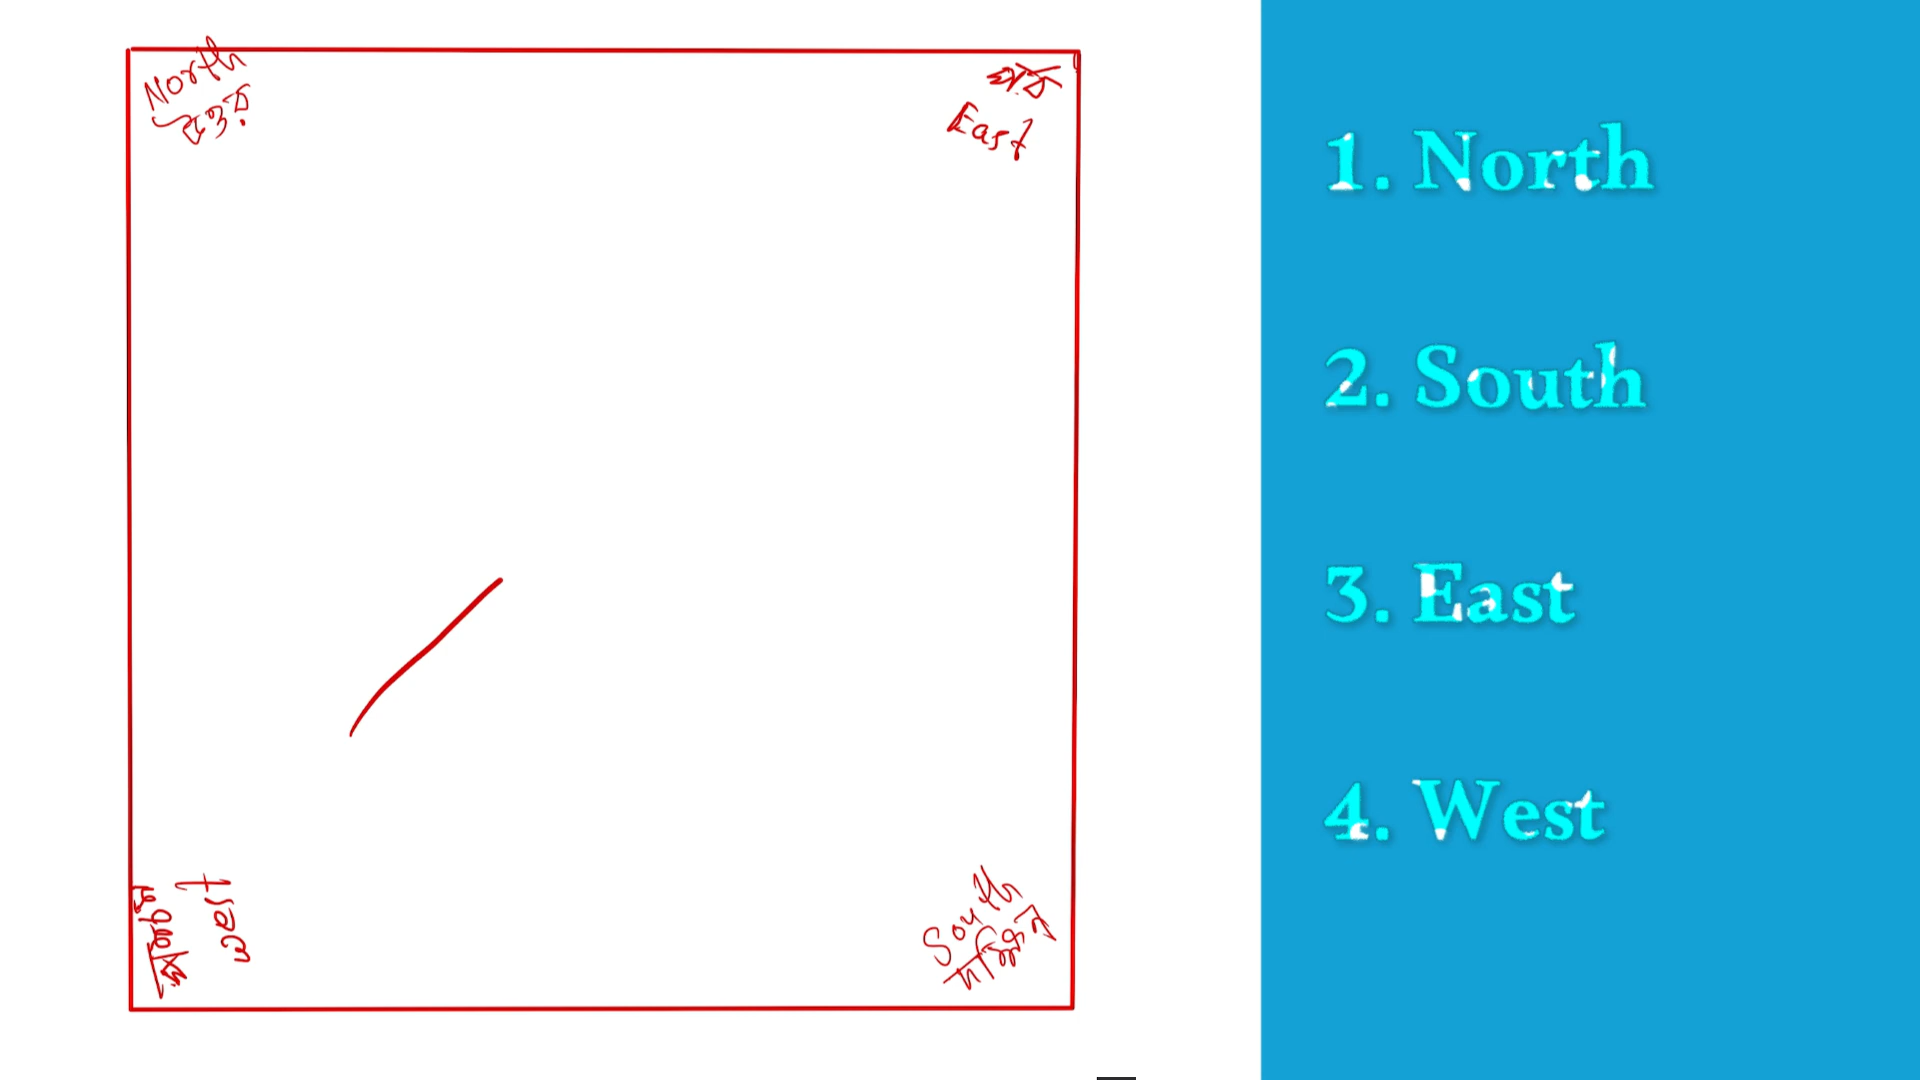 North
East
1. North
2. South
3. East
4. West
West
South